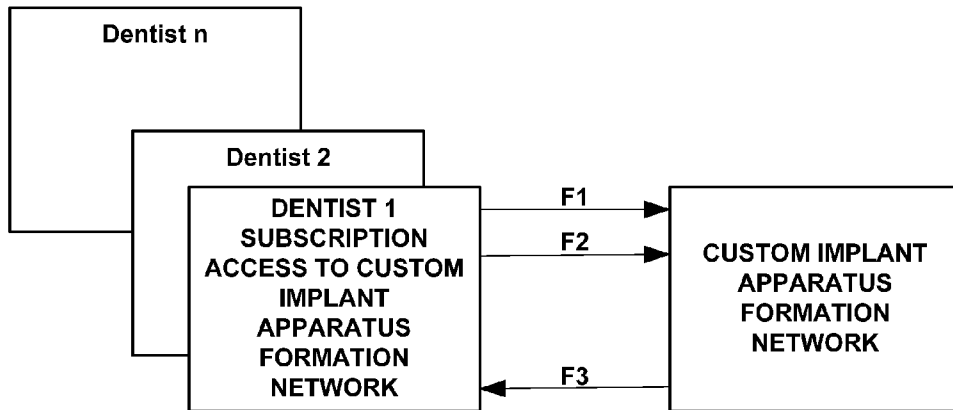 Dentist n
Dentist 2
DENTIST 1
SUBSCRIPTION
ACCESS TO CUSTOM
IMPLANT
APPARATUS
FORMATION
NETWORK
F1
F2
F3
CUSTOM IMPLANT
APPARATUS
FORMATION
NETWORK